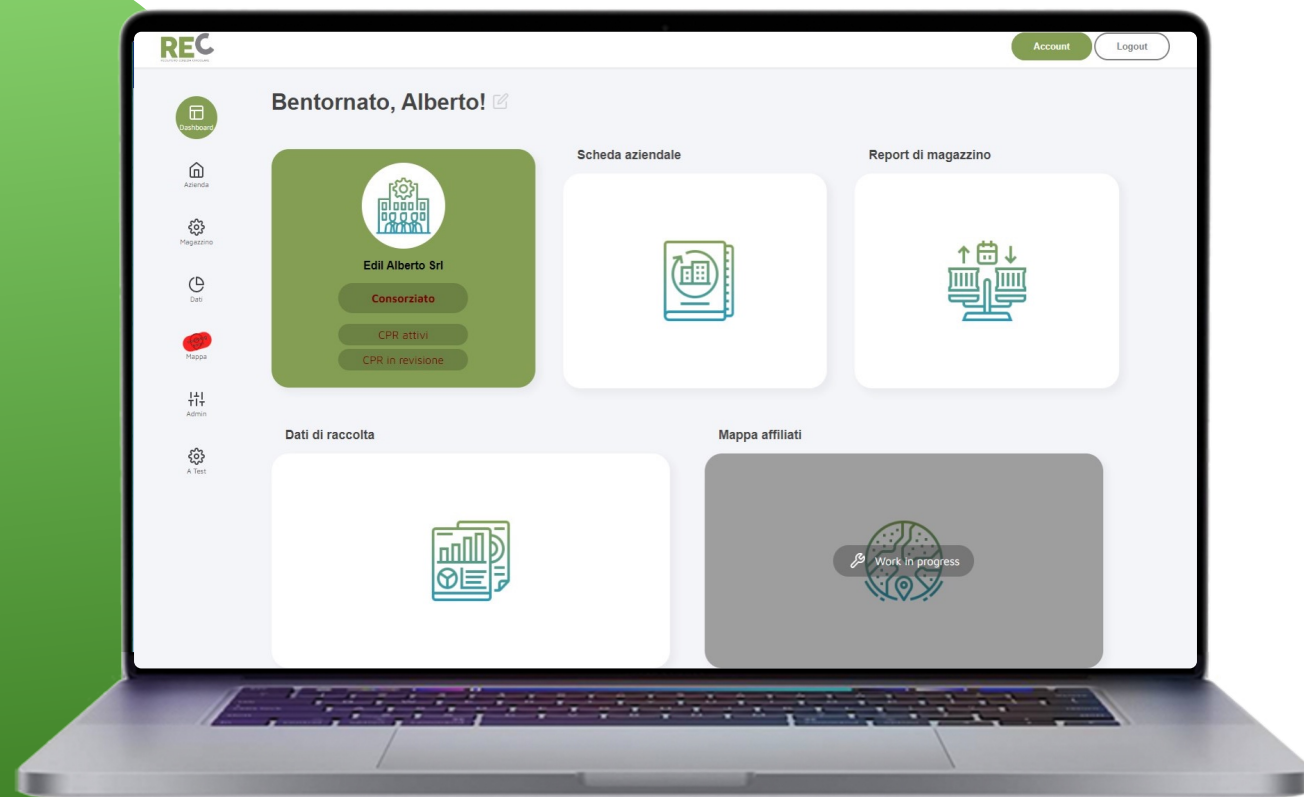 REC
Account
Logout
Bentornato, Alberto!
Dashboard
Azienda
Magazzino
Dati
Mappa
Admin
A Test
Edil Alberto Srl
Consorziato
CPR attivi
CPR in revisione
Scheda aziendale
Report di magazzino
Dati di raccolta
Mappa affiliati
Work in progress